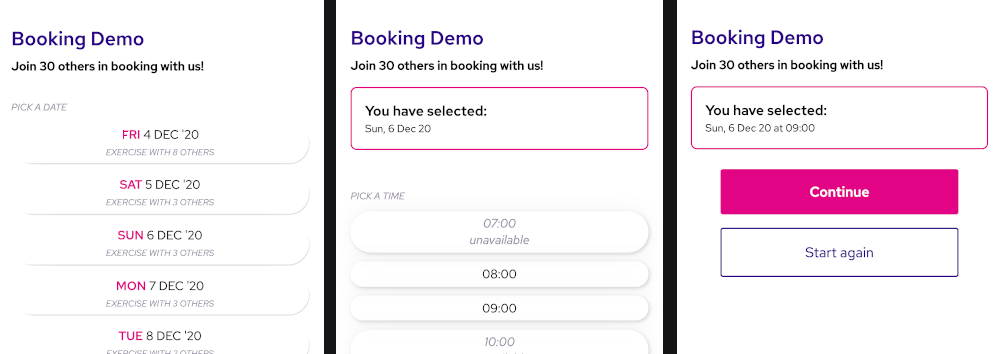 Booking Demo
Join 30 others in booking with us!
PICK A DATE
FRI 4 DEC '20
EXERCISE WITH 8 OTHERS
SAT 5 DEC '20
EXERCISE WITH 3 OTHERS
SUN 6 DEC '20
EXERCISE WITH 3 OTHERS
MON 7 DEC '20
EXERCISE WITH 3 OTHERS
TUE 8 DEC '20
EXERCISE WITH 2 OTHERS
Booking Demo
Join 30 others in booking with us!
You have selected:
Sun, 6 Dec 20
PICK A TIME
07:00
unavailable
08:00
09:00
10:00
Booking Demo
Join 30 others in booking with us!
You have selected:
Sun, 6 Dec 20 at 09:00
Continue
Start again